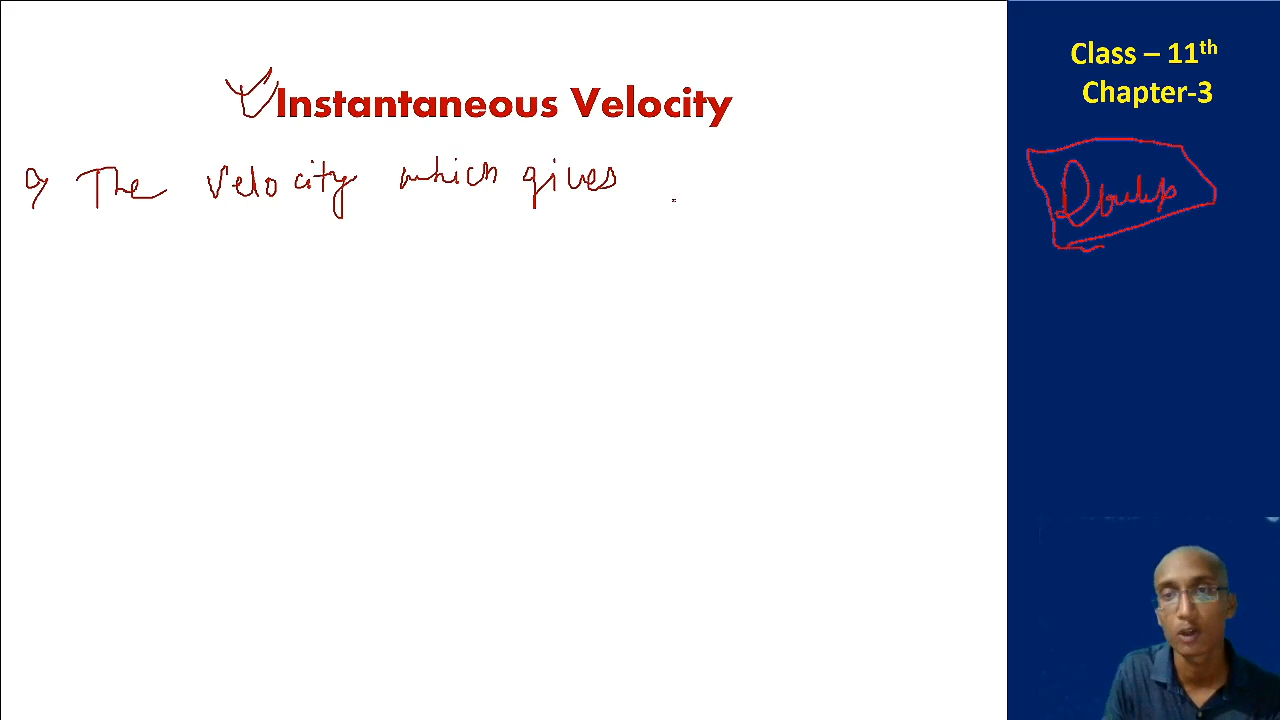 Instantaneous Velocity
The Velocity which gives
Class – 11th
Chapter-3